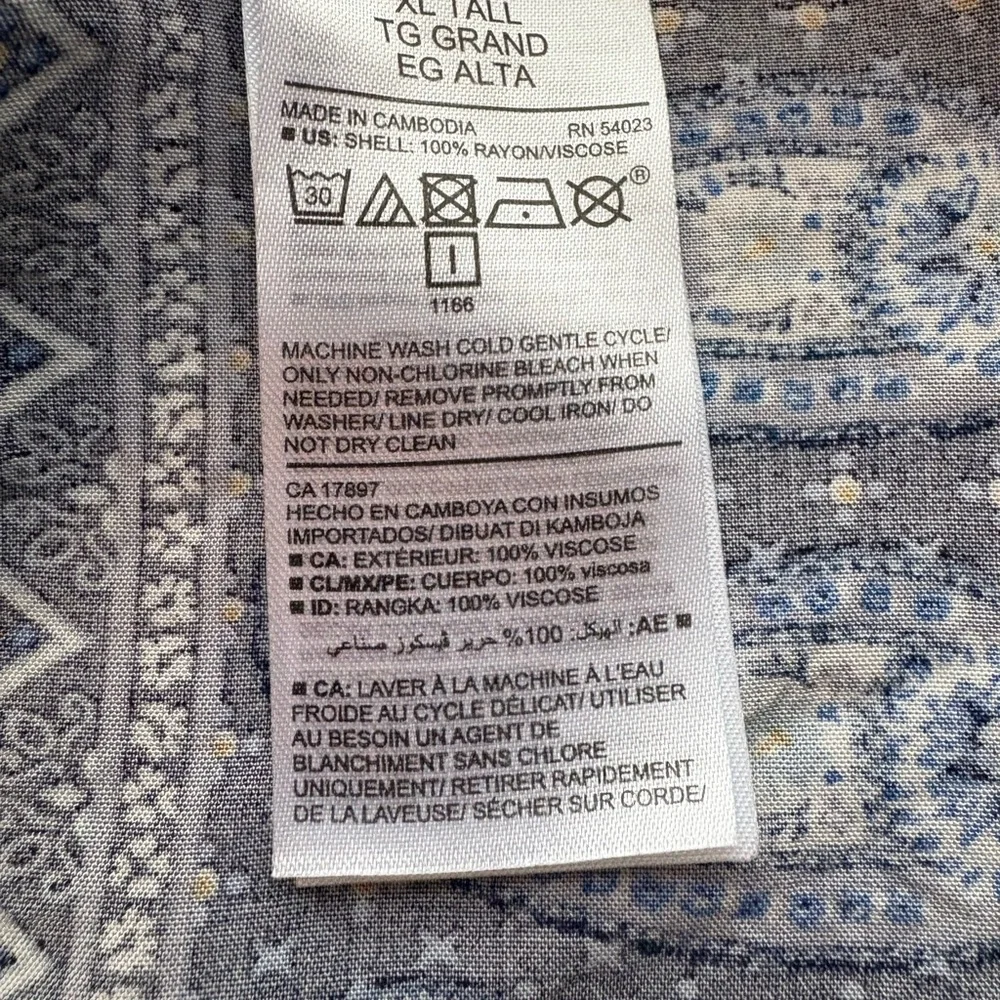 XL TALL
TG GRAND
EG ALTA
MADE IN CAMBODIA RN 54023
■ US: SHELL: 100% RAYON/VISCOSE
30 ®
1166
MACHINE WASH COLD GENTLE CYCLE/
ONLY NON-CHLORINE BLEACH WHEN
NEEDED/ REMOVE PROMPTLY FROM
WASHER/ LINE DRY/ COOL IRON/ DO
NOT DRY CLEAN
CA 17897
HECHO EN CAMBOYA CON INSUMOS
IMPORTADOS/ DIBUAT DI KAMBOJA
■ CA: EXTÉRIEUR: 100% VISCOSE
■ CL/MX/PE: CUERPO: 100% viscosa
■ ID: RANGKA: 100% VISCOSE
■ AE: الهيكل: 100% حرير فيسكوز صناعي
■ CA: LAVER À LA MACHINE À L'EAU
FROIDE AU CYCLE DÉLICAT/ UTILISER
AU BESOIN UN AGENT DE
BLANCHIMENT SANS CHLORE
UNIQUEMENT/ RETIRER RAPIDEMENT
DE LA LAVEUSE/ SÉCHER SUR CORDE/